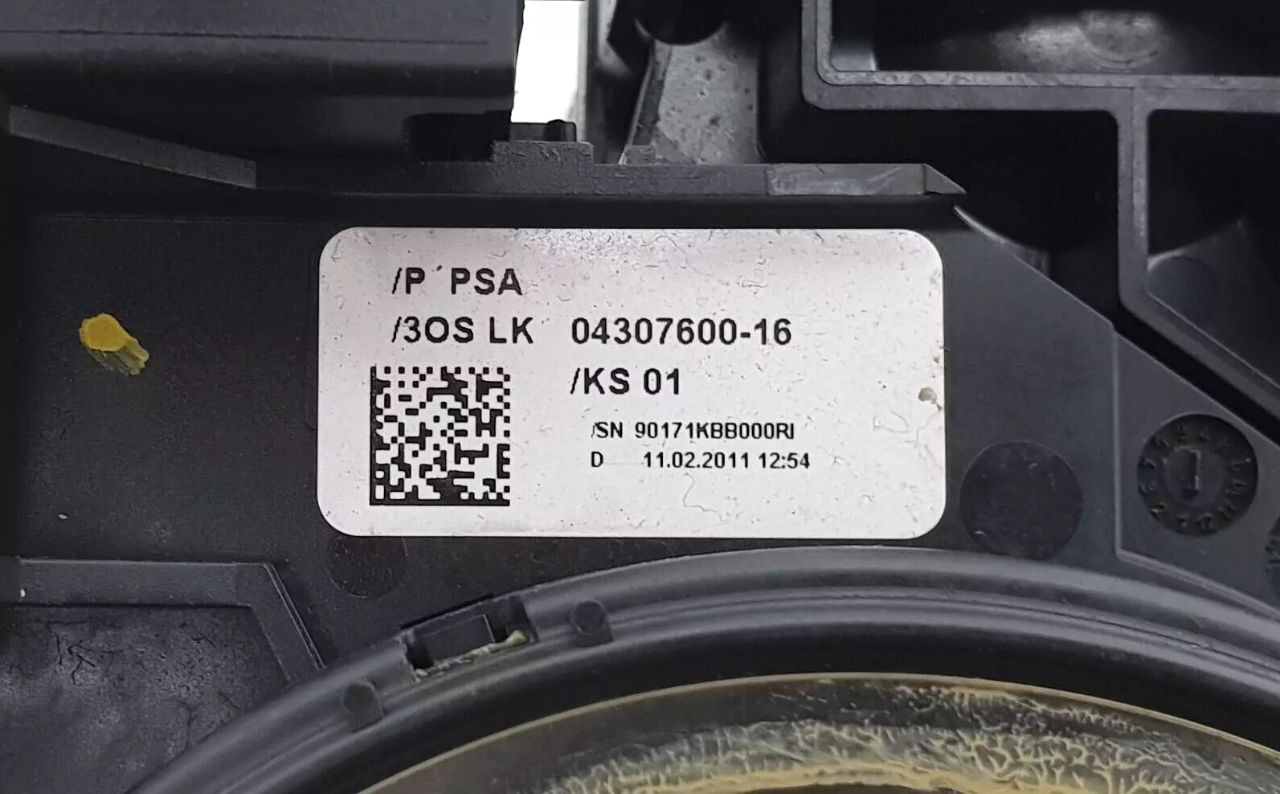 /P ´ PSA
/3OS LK 04307600-16
/KS 01
/SN 90171KBB000RI
D 11.02.2011 12:54